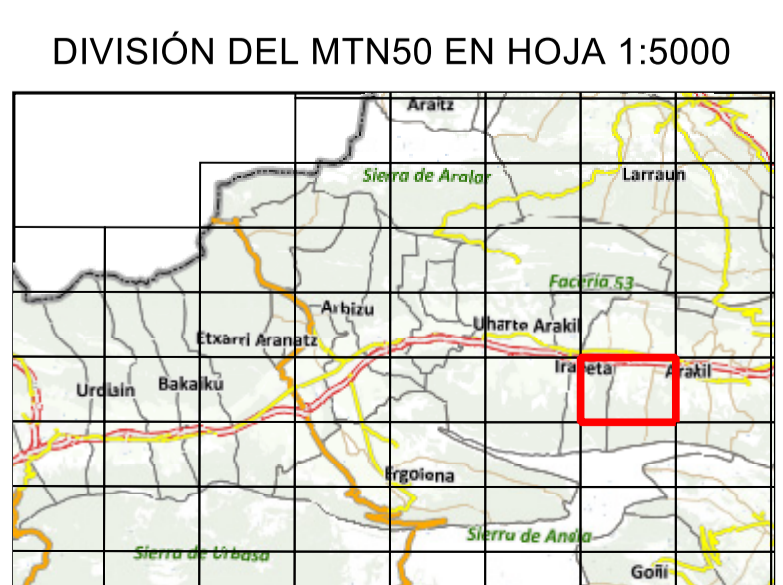 DIVISIÓN DEL MTN50 EN HOJA 1:5000
Araitz
Sierra de Aralar
Larraun
Facería 53
Arbizu
Uharte Arakil
Etxarri Aranatz
Irañeta
Arakil
Urdiain
Bakaiku
Ergoiena
Sierra de Andia
Sierra de Urbasa
Goñi